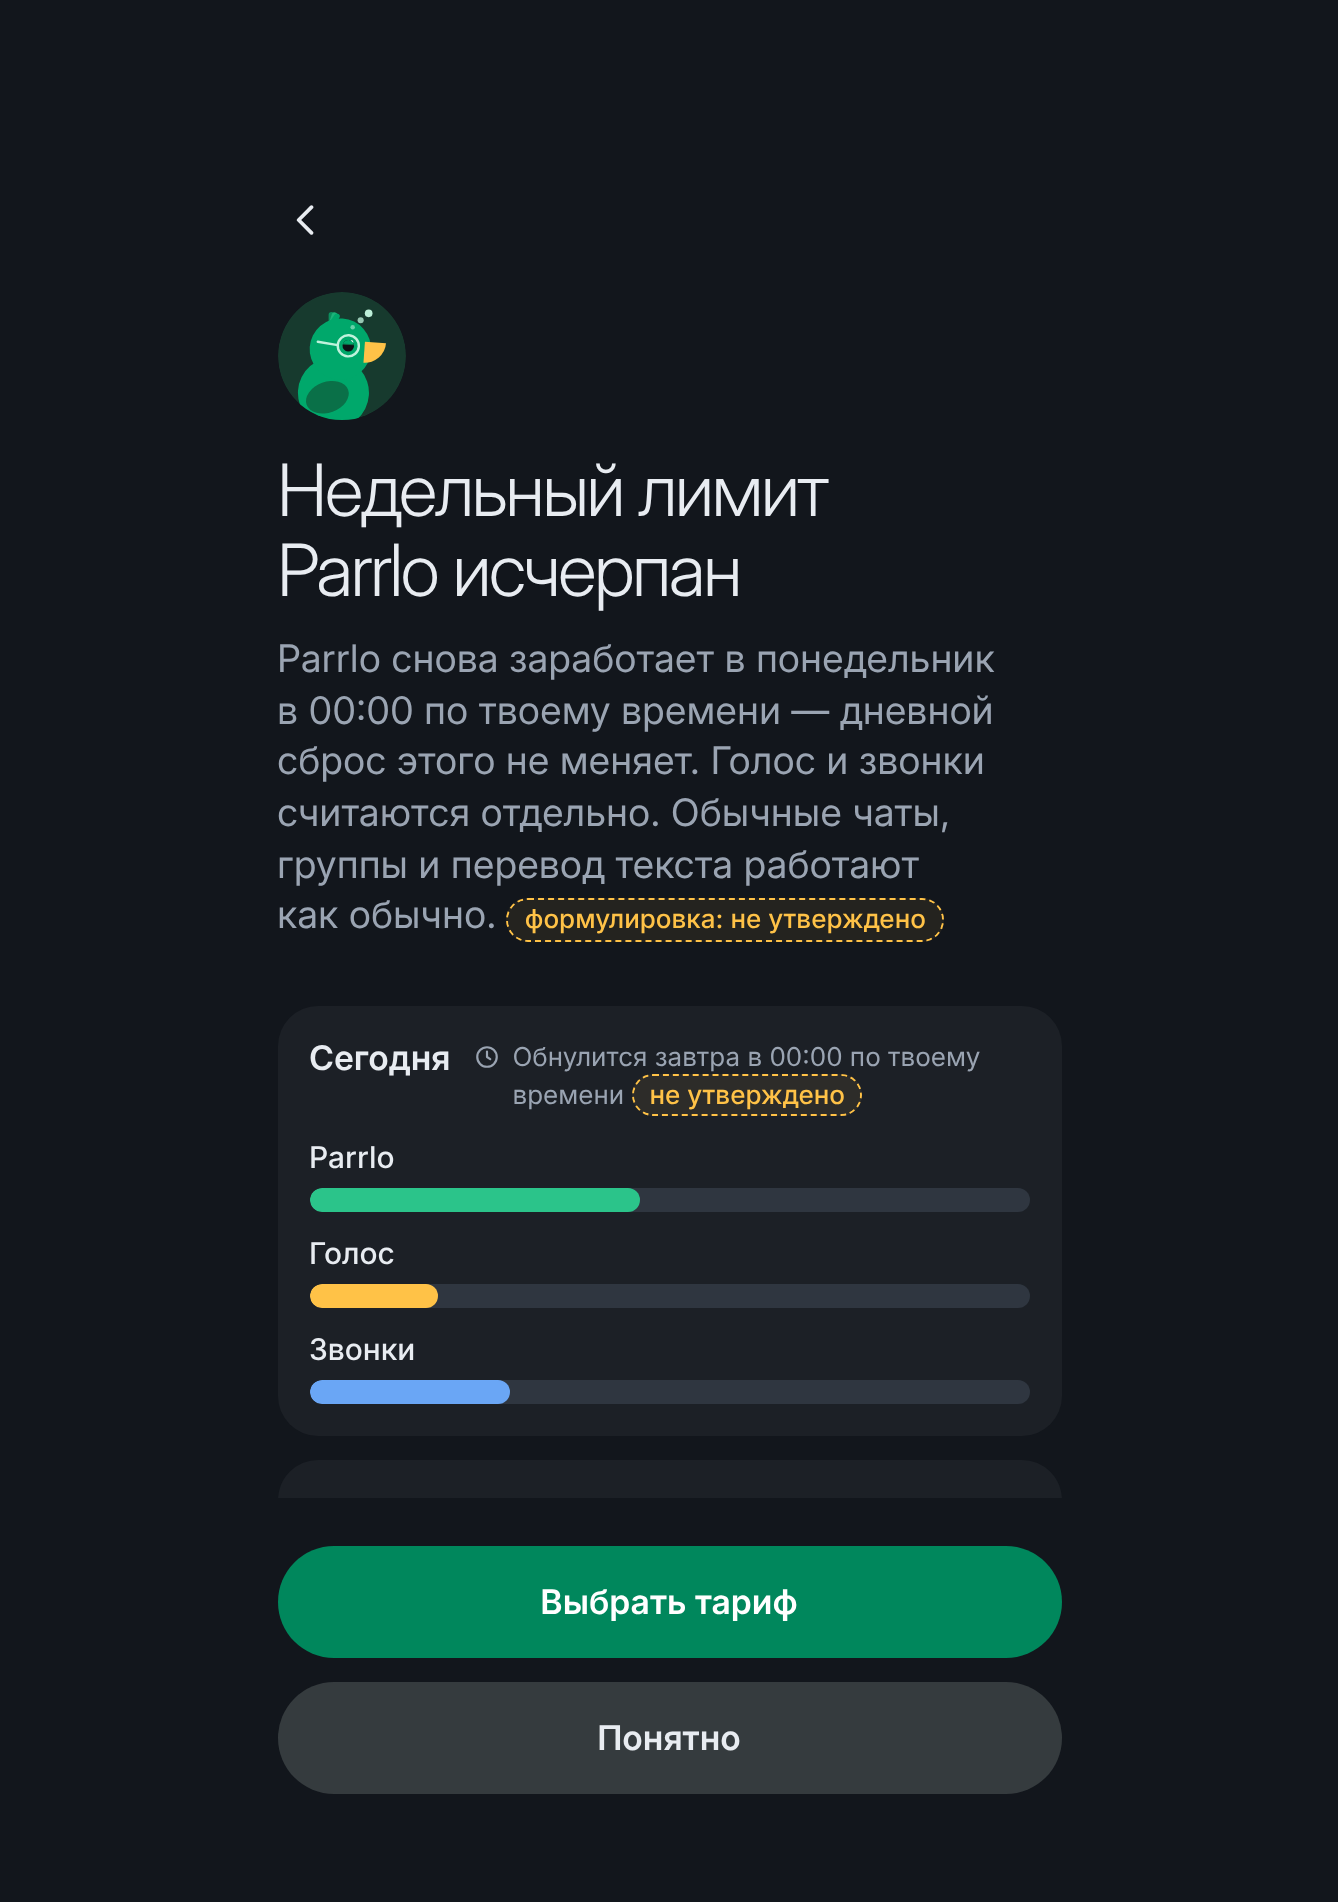 Недельный лимит
Parrlo исчерпан
Parrlo снова заработает в понедельник
в 00:00 по твоему времени — дневной
сброс этого не меняет. Голос и звонки
считаются отдельно. Обычные чаты,
группы и перевод текста работают
как обычно. формулировка: не утверждено
Сегодня Обнулится завтра в 00:00 по твоему
времени не утверждено
Parrlo
Голос
Звонки
Выбрать тариф
Понятно